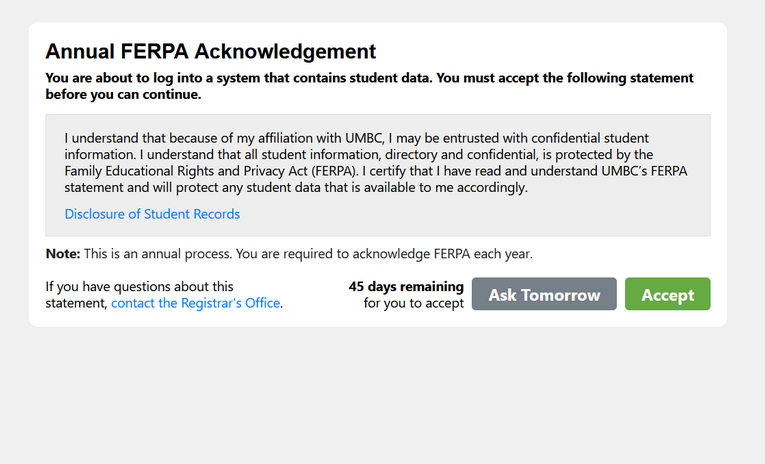 Annual FERPA Acknowledgement
You are about to log into a system that contains student data. You must accept the following statement
before you can continue.
I understand that because of my affiliation with UMBC, I may be entrusted with confidential student
information. I understand that all student information, directory and confidential, is protected by the
Family Educational Rights and Privacy Act (FERPA). I certify that I have read and understand UMBC's FERPA
statement and will protect any student data that is available to me accordingly.
Disclosure of Student Records
Note: This is an annual process. You are required to acknowledge FERPA each year.
If you have questions about this
statement, contact the Registrar's Office.
45 days remaining
for you to accept
Ask Tomorrow
Accept